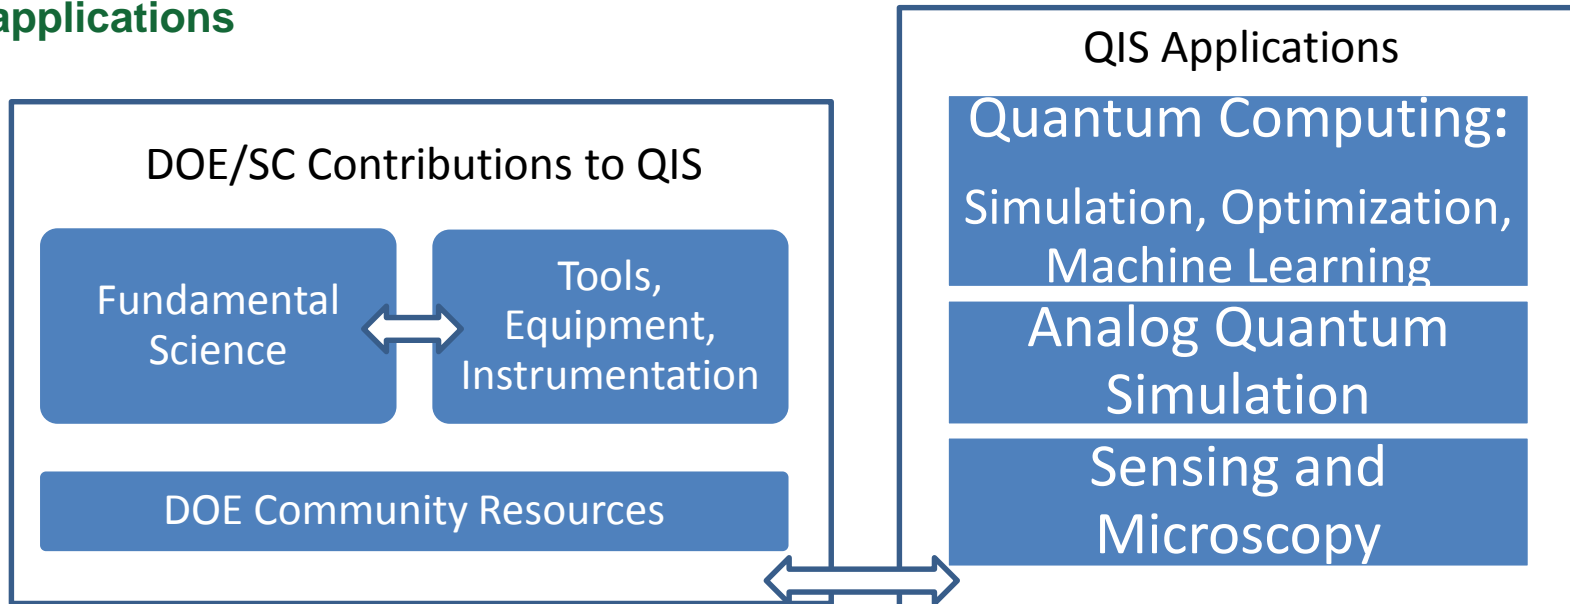 applications
DOE/SC Contributions to QIS
Fundamental
Science
Tools,
Equipment,
Instrumentation
DOE Community Resources
QIS Applications
Quantum Computing:
Simulation, Optimization,
Machine Learning
Analog Quantum
Simulation
Sensing and
Microscopy